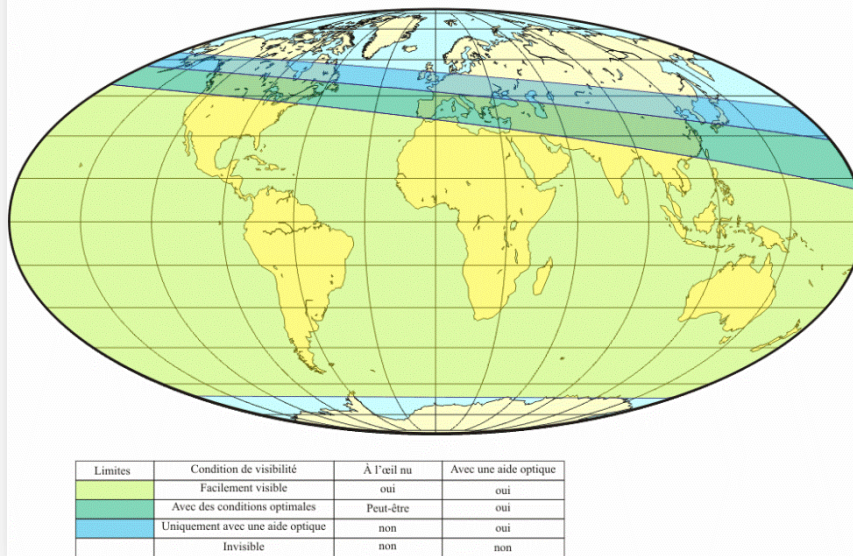 Limites Condition de visibilité À l'œil nu Avec une aide optique
Facilement visible oui oui
Avec des conditions optimales Peut-être oui
Uniquement avec une aide optique non oui
Invisible non non